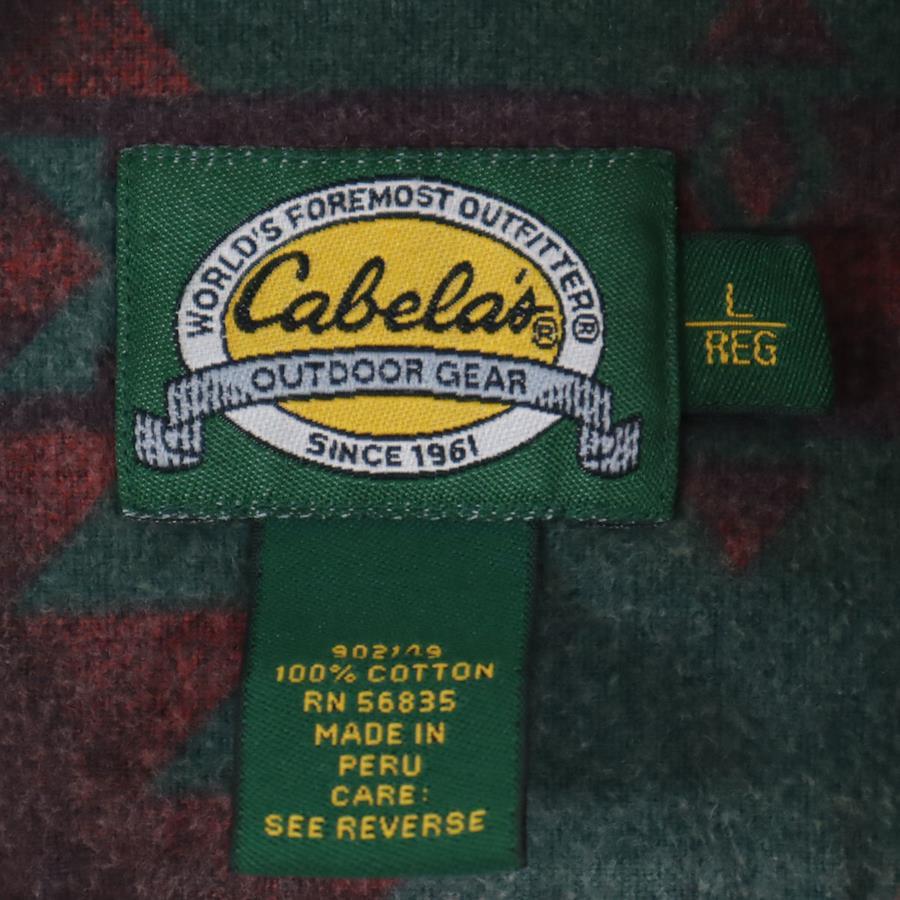 WORLD'S FOREMOST OUTFITTER®
Cabela's®
OUTDOOR GEAR
SINCE 1961
L
REG
100% COTTON
RN 56835
MADE IN
PERU
CARE:
SEE REVERSE